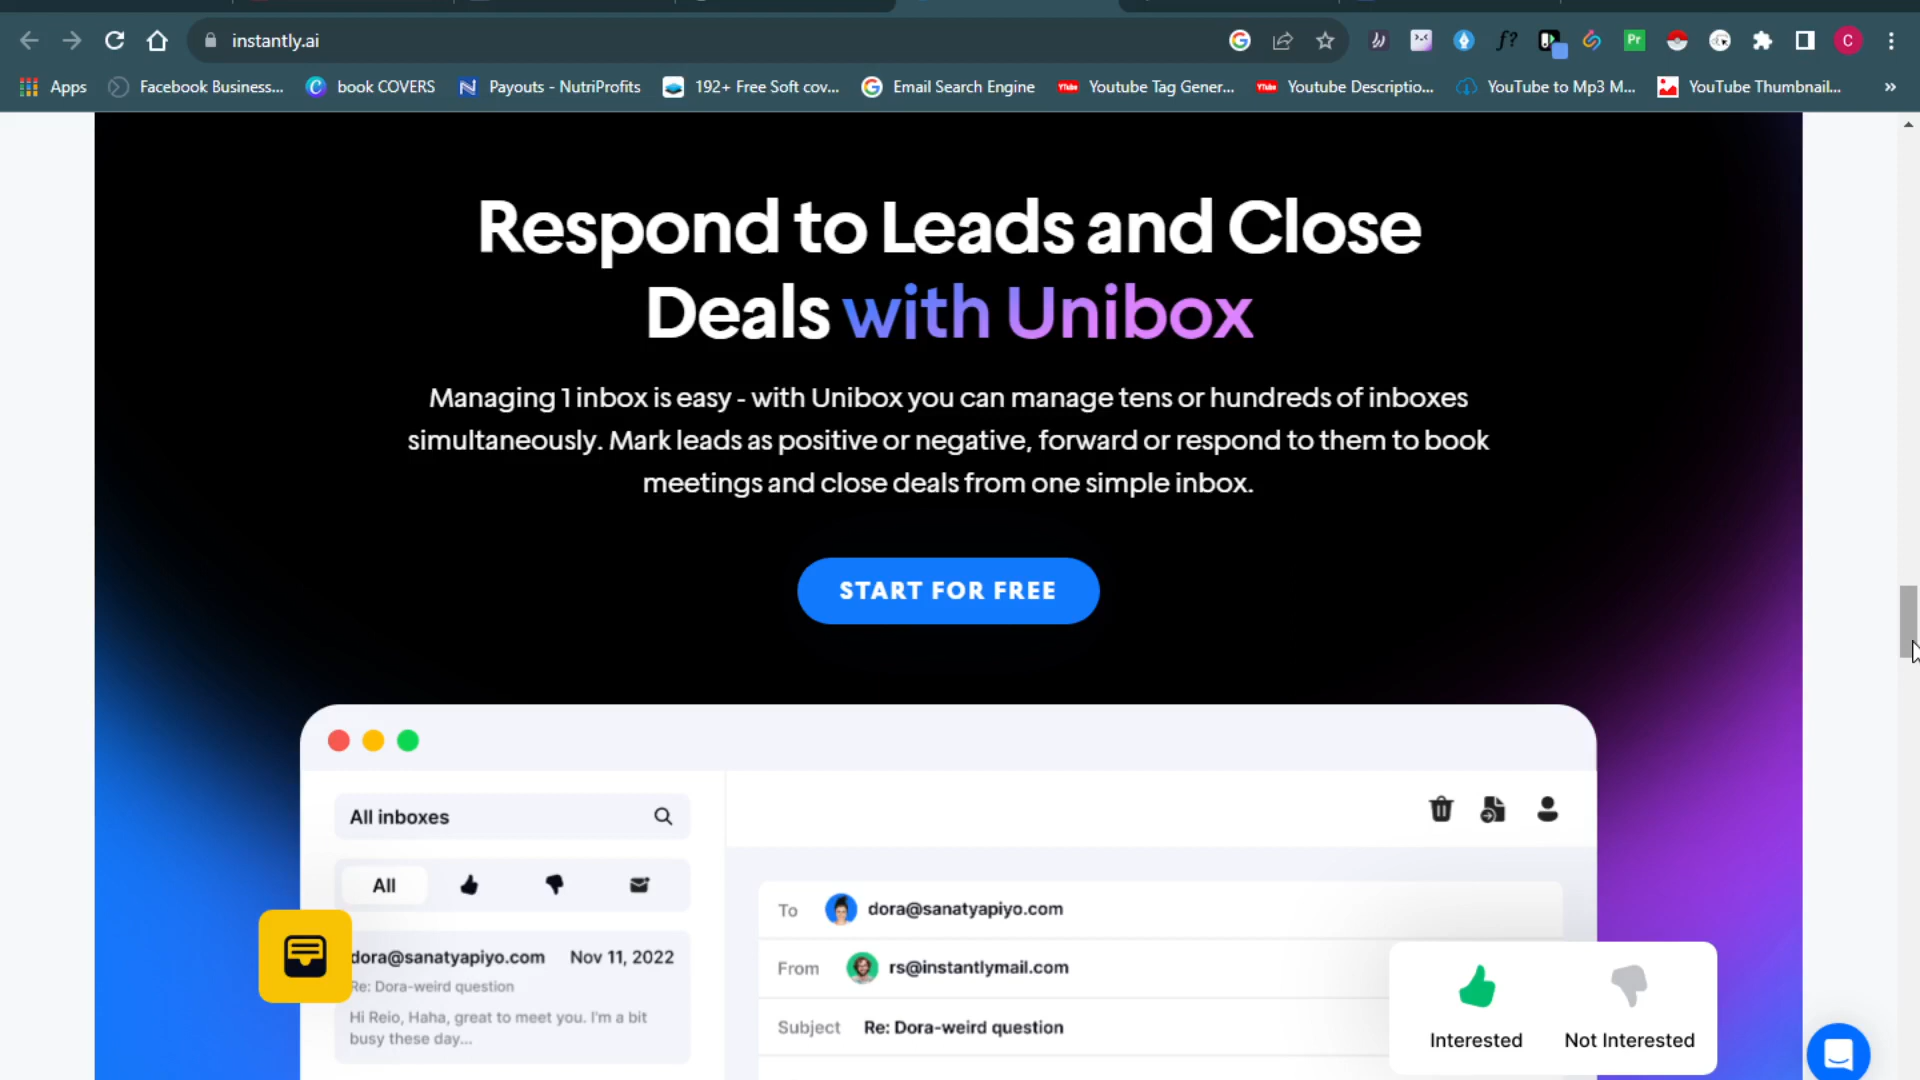 instantly.ai
Apps
Facebook Business...
book COVERS
Payouts - NutriProfits
192+ Free Soft cov...
Email Search Engine
Youtube Tag Gener...
Youtube Descriptio...
YouTube to Mp3 M...
YouTube Thumbnail...
»
Respond to Leads and Close
Deals with Unibox
Managing 1 inbox is easy - with Unibox you can manage tens or hundreds of inboxes
simultaneously. Mark leads as positive or negative, forward or respond to them to book
meetings and close deals from one simple inbox.
START FOR FREE
All inboxes
All
dora@sanatyapiyo.com Nov 11, 2022
Re: Dora-weird question
Hi Reio, Haha, great to meet you. I'm a bit
busy these day...
To dora@sanatyapiyo.com
From rs@instantlymail.com
Subject Re: Dora-weird question
Interested
Not Interested